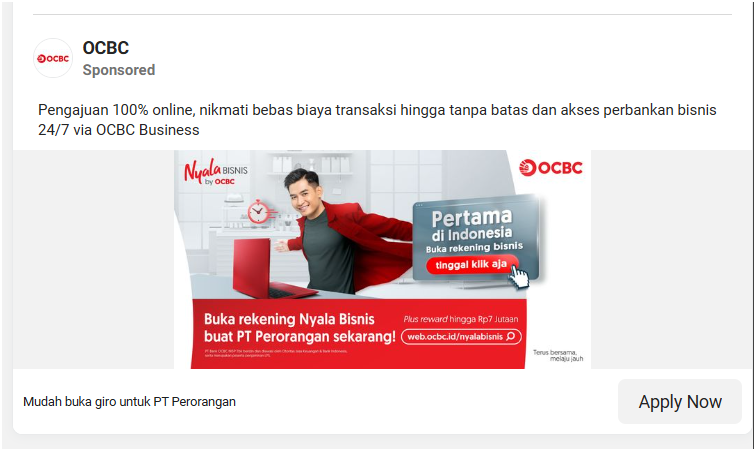 OCBC
OCBC
Sponsored
Pengajuan 100% online, nikmati bebas biaya transaksi hingga tanpa batas dan akses perbankan bisnis
24/7 via OCBC Business
Nyala BISNIS
by OCBC
OCBC
Pertama
di Indonesia
Buka rekening bisnis
tinggal klik aja
Buka rekening Nyala Bisnis
buat PT Perorangan sekarang!
Plus reward hingga Rp7 Jutaan
web.ocbc.id/nyalabisnis
Terus bersama,
melaju jauh
Mudah buka giro untuk PT Perorangan
Apply Now